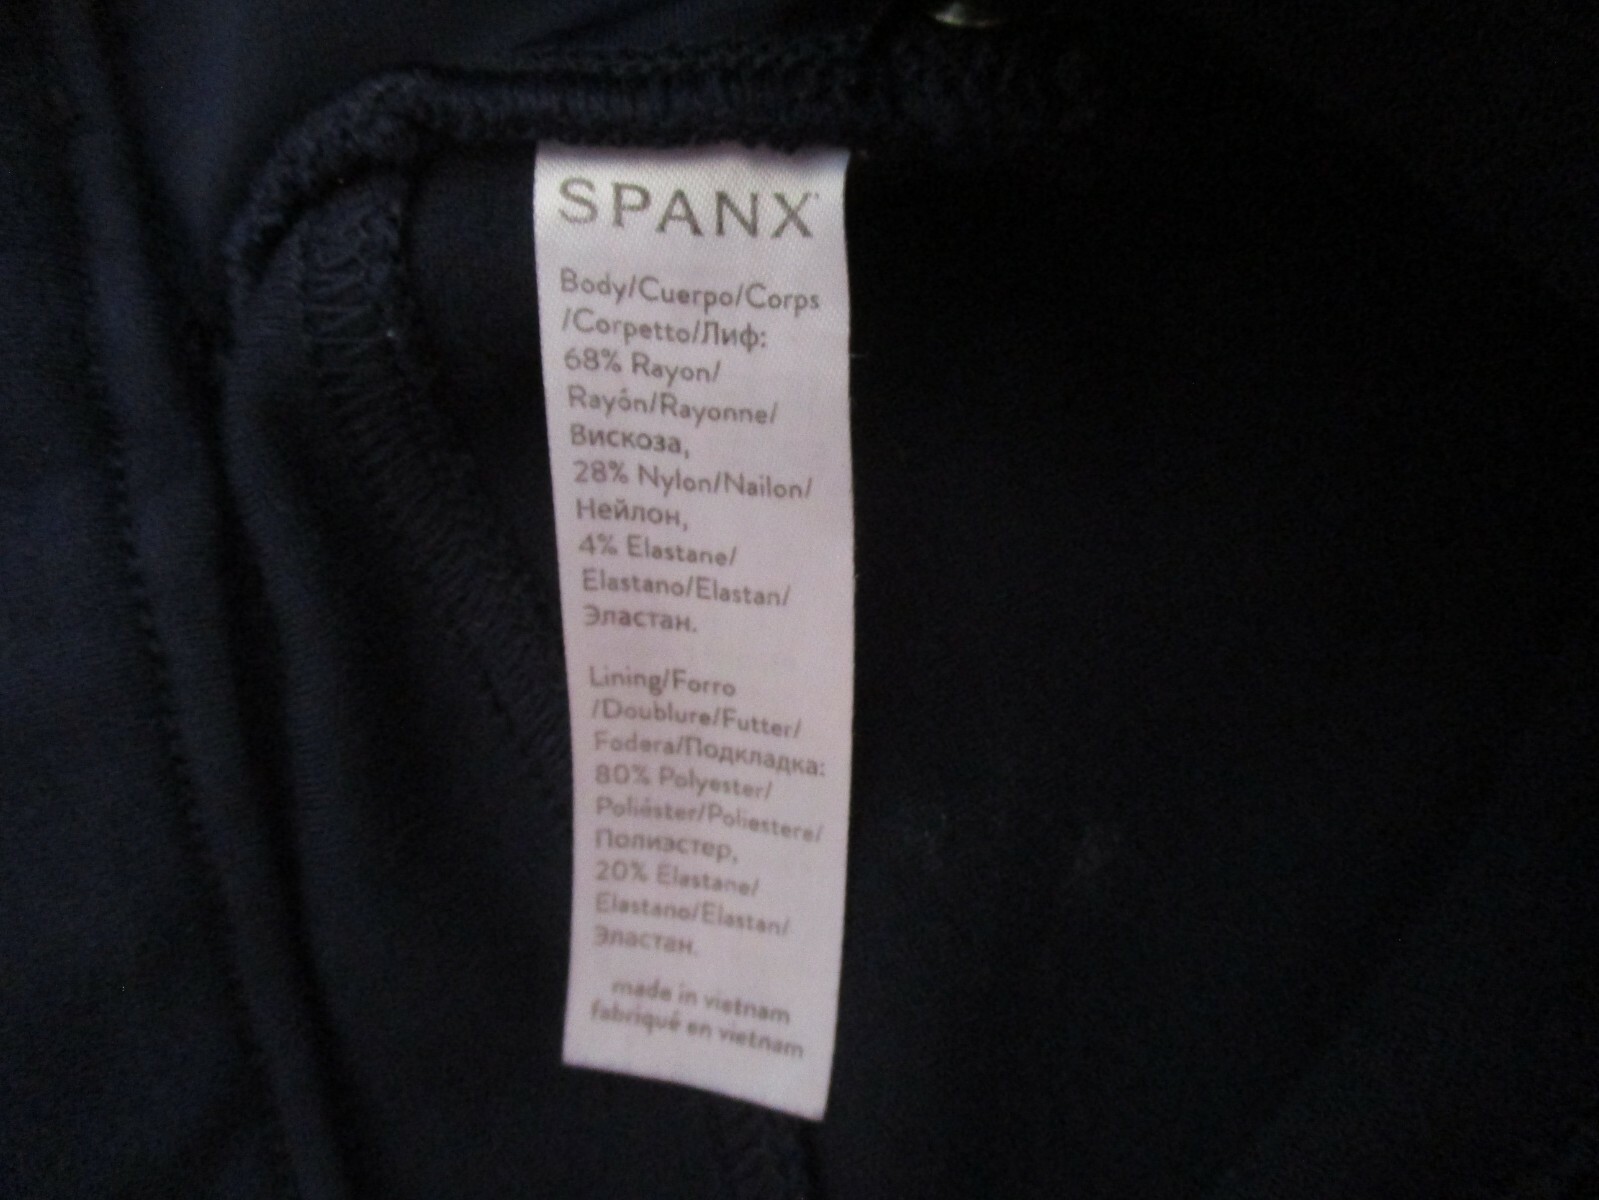 SPANX
Body/Cuerpo/Corps
/Corpetto/Лиф:
68% Rayon/
Rayón/Rayonne/
Вискоза,
28% Nylon/Nailon/
Нейлон,
4% Elastane/
Elastano/Elastan/
Эластан.
Lining/Forro
/Doublure/Futter/
Fodera/Подкладка:
80% Polyester/
Poliéster/Poliestere/
Полиэстер,
20% Elastane/
Elastano/Elastan/
Эластан.
made in vietnam
fabriqué en vietnam